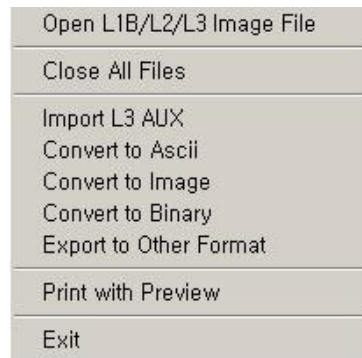 Open L1B/L2/L3 Image File
Close All Files
Import L3 AUX
Convert to Ascii
Convert to Image
Convert to Binary
Export to Other Format
Print with Preview
Exit